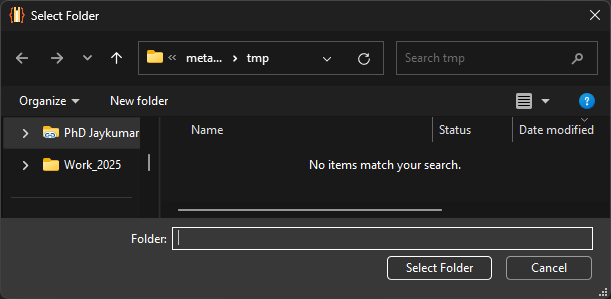 Select Folder
« meta... > tmp
Search tmp
Organize
New folder
?
PhD Jaykumar
Name
Status
Date modified
Work_2025
No items match your search.
Folder:
Select Folder
Cancel